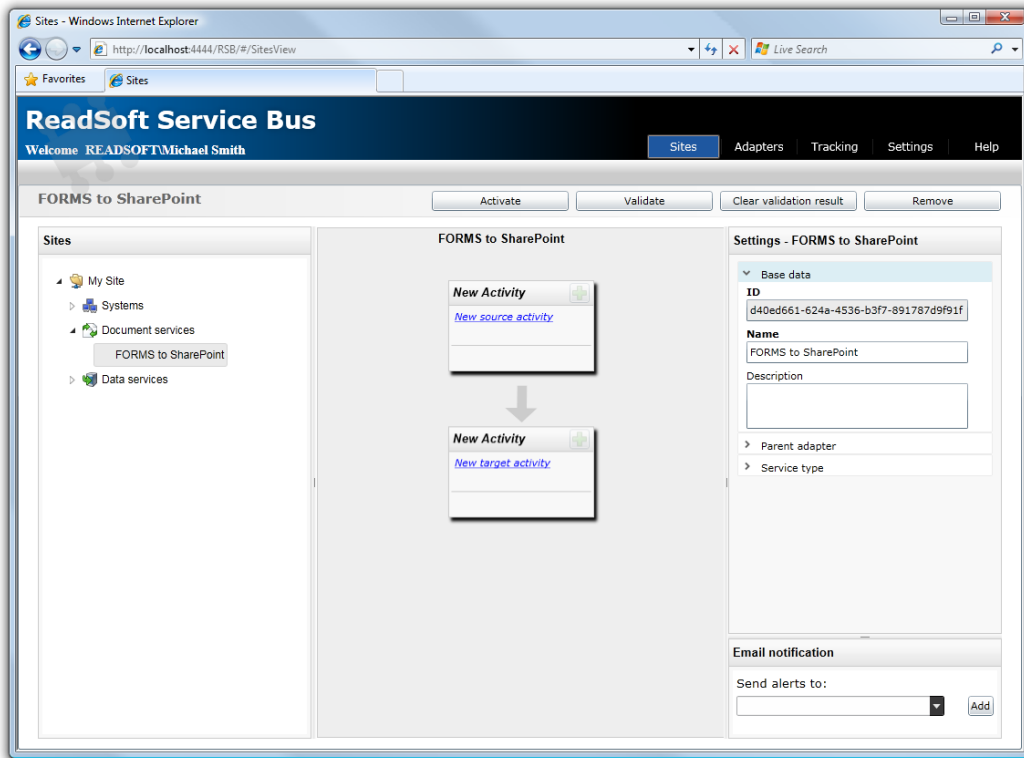 Sites - Windows Internet Explorer
http://localhost:4444/RSB/#/SitesView
Live Search
Favorites
Sites
ReadSoft Service Bus
Welcome READSOFT\Michael Smith
Sites
Adapters
Tracking
Settings
Help
FORMS to SharePoint
Activate
Validate
Clear validation result
Remove
Sites
My Site
Systems
Document services
FORMS to SharePoint
Data services
FORMS to SharePoint
New Activity
New source activity
New Activity
New target activity
Settings - FORMS to SharePoint
Base data
ID
d40ed661-624a-4536-b3f7-891787d9f91f
Name
FORMS to SharePoint
Description
Parent adapter
Service type
Email notification
Send alerts to:
Add